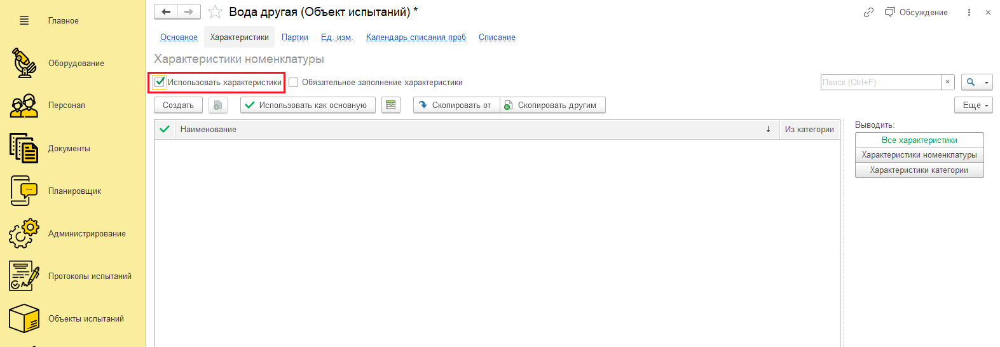 Главное
Оборудование
Персонал
Документы
Планировщик
Администрирование
Протоколы испытаний
Объекты испытаний
Вода другая (Объект испытаний) *
Обсуждение
Основное Характеристики Партии Ед. изм. Календарь списания проб Списание
Характеристики номенклатуры
Использовать характеристики Обязательное заполнение характеристики Поиск (Ctrl+F) ×
Создать Использовать как основную Скопировать от Скопировать другим Еще
Наименование ↓ Из категории
Выводить:
Все характеристики
Характеристики номенклатуры
Характеристики категории